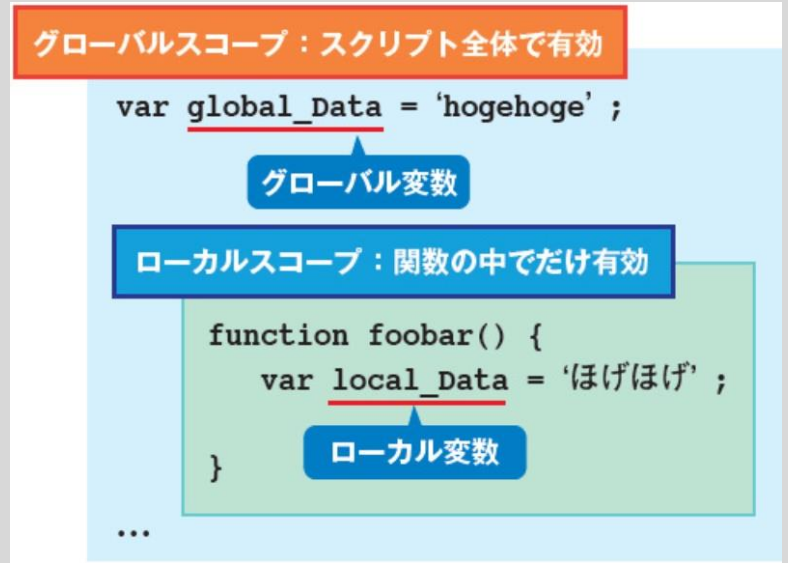 グローバルスコープ：スクリプト全体で有効
var global_Data = ‘hogehoge’ ;
グローバル変数
ローカルスコープ：関数の中でだけ有効
function foobar() {
var local_Data = ‘ほげほげ’ ;
ローカル変数
}
...